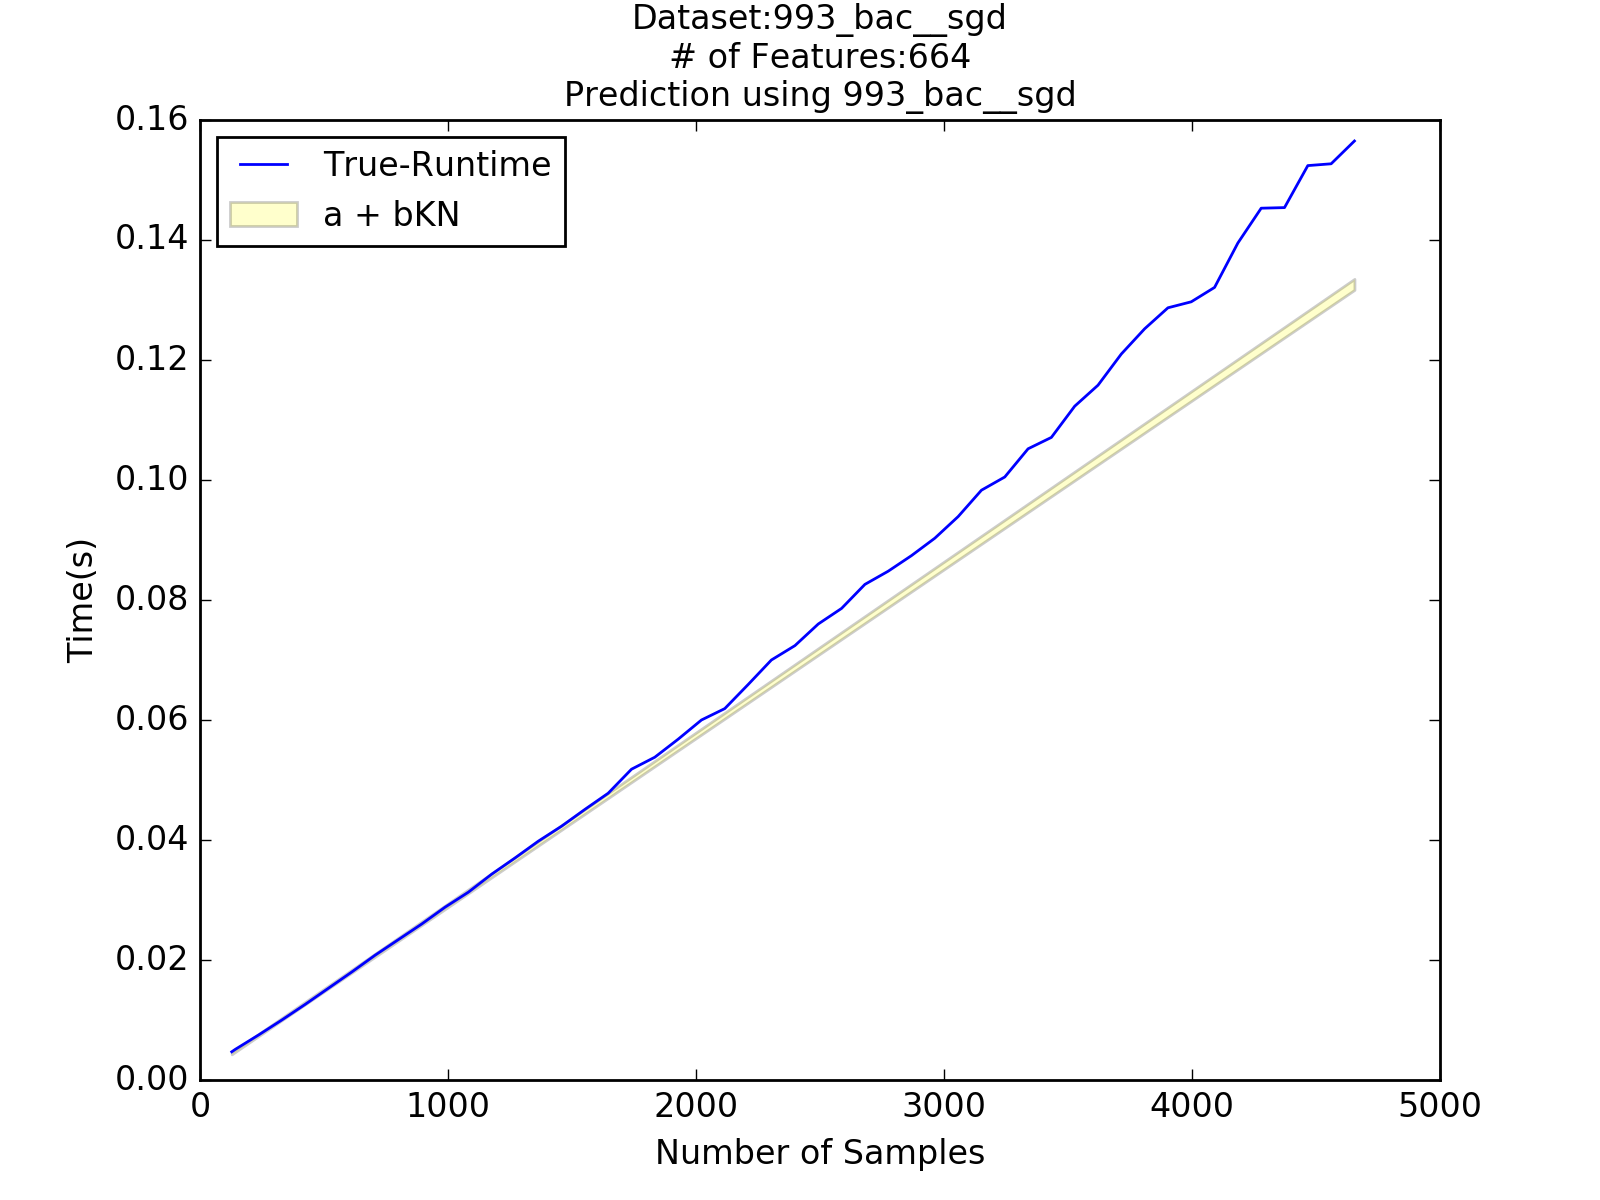 Dataset:993_bac__sgd
# of Features:664
Prediction using 993_bac__sgd
True-Runtime
a + bKN
0.16
0.14
0.12
0.10
0.08
0.06
0.04
0.02
0.00
Time(s)
0 1000 2000 3000 4000 5000
Number of Samples